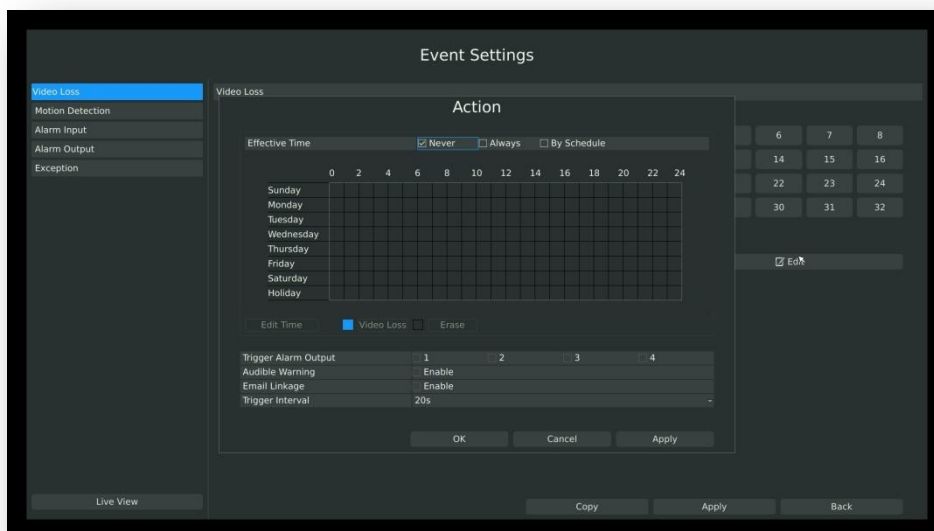 Event Settings
Video Loss
Motion Detection
Alarm Input
Alarm Output
Exception
Video Loss
Action
Effective Time Never Always By Schedule
0 2 4 6 8 10 12 14 16 18 20 22 24
Sunday
Monday
Tuesday
Wednesday
Thursday
Friday
Saturday
Holiday
Edit Time Video Loss Erase
Trigger Alarm Output 1 2 3 4
Audible Warning Enable
Email Linkage Enable
Trigger Interval 20s
OK Cancel Apply
6 7 8
14 15 16
22 23 24
30 31 32
Edit
Live View
Copy Apply Back